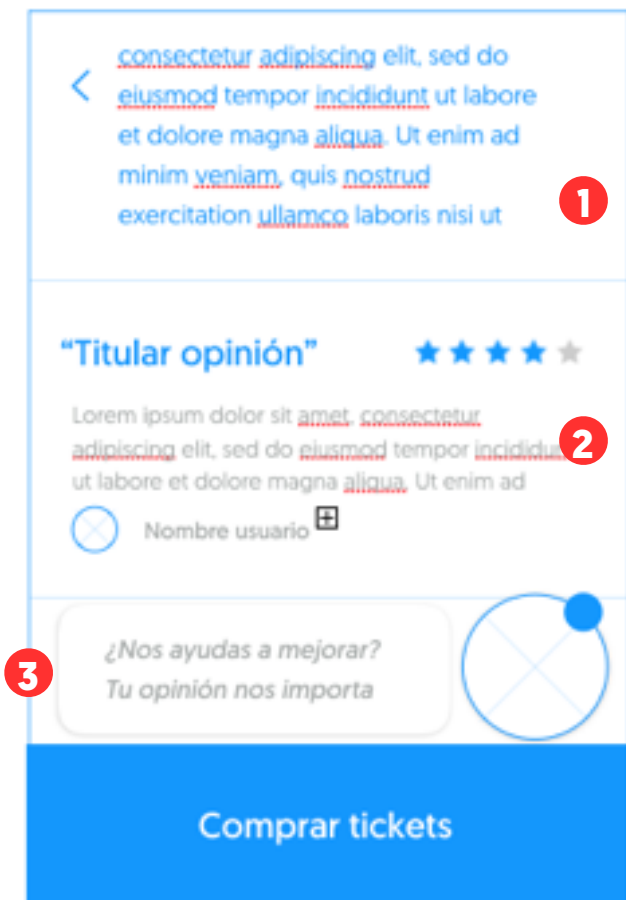 consectetur adipiscing elit, sed do
eiusmod tempor incididunt ut labore
et dolore magna aliqua. Ut enim ad
minim veniam, quis nostrud
1
exercitation ullamco laboris nisi ut
“Titular opinión”
Lorem ipsum dolor sit amet, consectetur
adipiscing elit, sed do eiusmod tempor
2
ut labore et dolore magna aliqua. Ut enim ad
Nombre usuario
¿Nos ayudas a mejorar?
3
Tu opinión nos importa
Comprar tickets